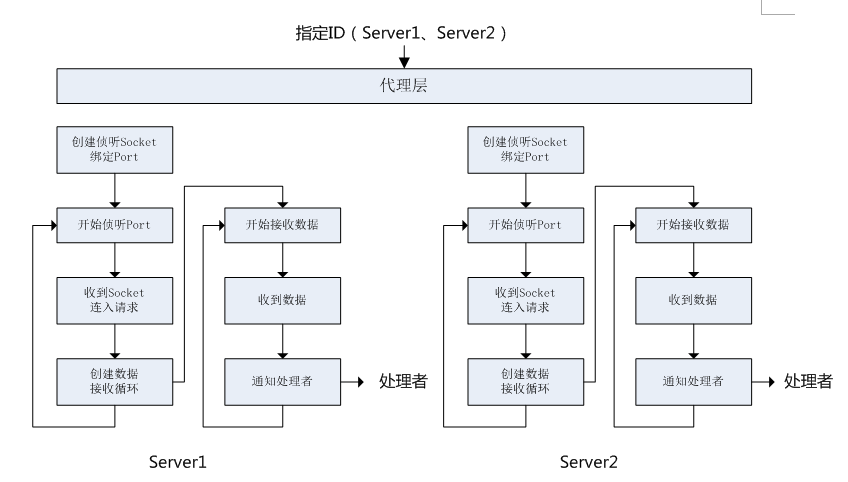 指定ID（Server1、Server2）
代理层
创建侦听Socket
绑定Port
开始侦听Port
收到Socket
连入请求
创建数据
接收循环
开始接收数据
收到数据
通知处理者
处理者
Server1
创建侦听Socket
绑定Port
开始侦听Port
收到Socket
连入请求
创建数据
接收循环
开始接收数据
收到数据
通知处理者
处理者
Server2